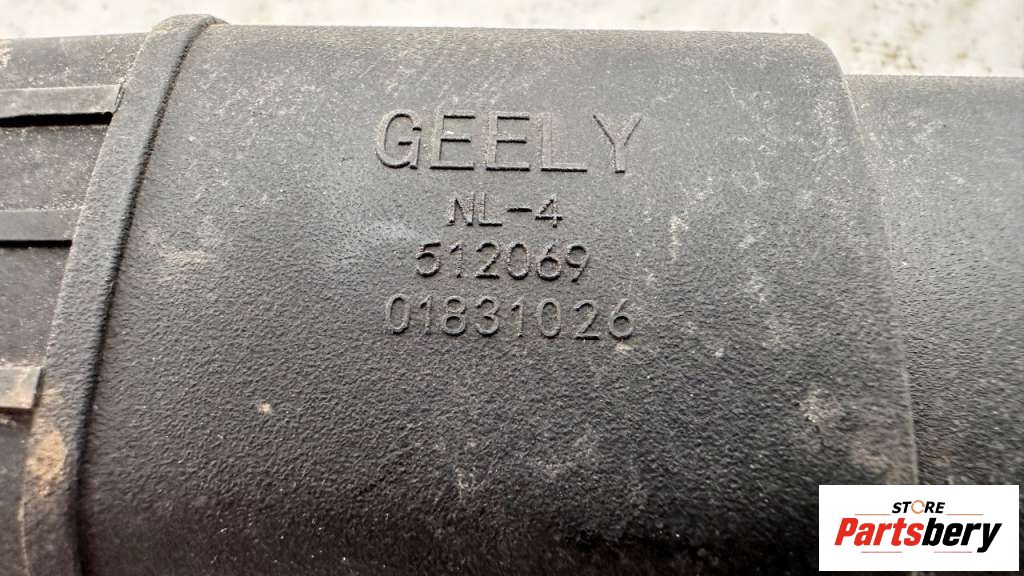 GEELY
NL-4
512069
01831026
STORE
Partsbery